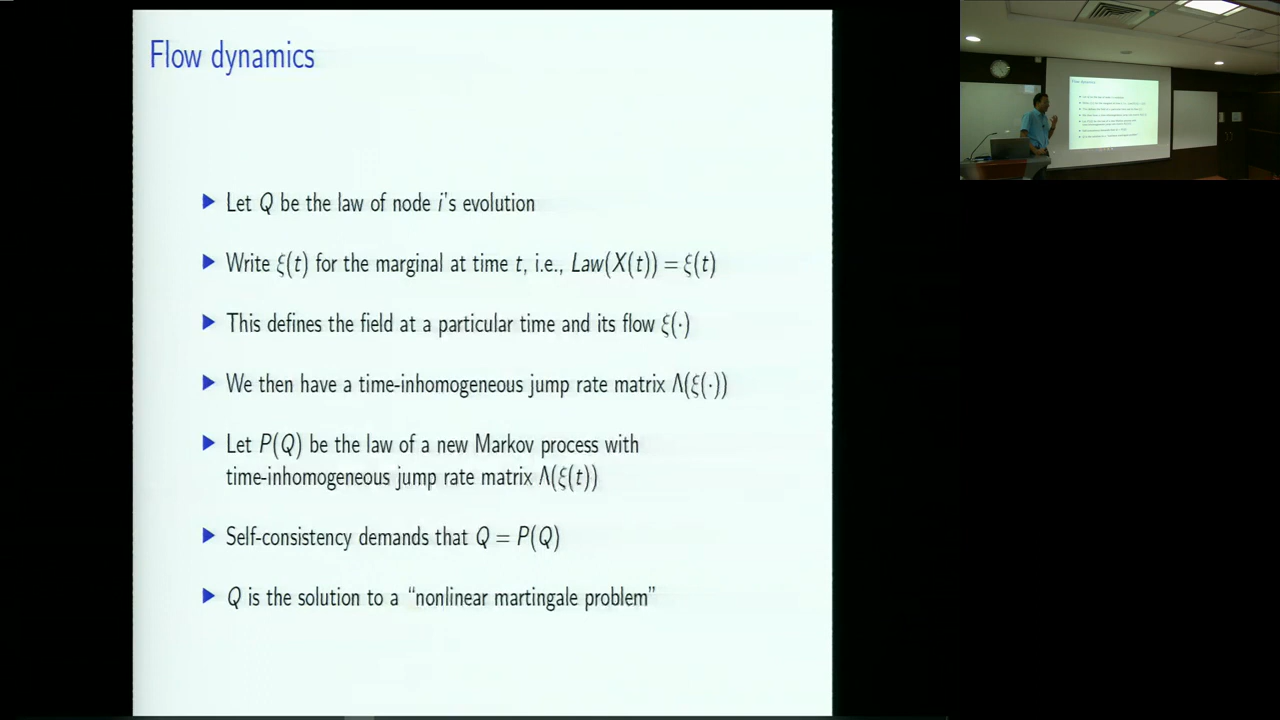 Flow dynamics
▶ Let Q be the law of node i's evolution
▶ Write ξ(t) for the marginal at time t, i.e., Law(X(t)) = ξ(t)
▶ This defines the field at a particular time and its flow ξ(·)
▶ We then have a time-inhomogeneous jump rate matrix Λ(ξ(·))
▶ Let P(Q) be the law of a new Markov process with
time-inhomogeneous jump rate matrix Λ(ξ(t))
▶ Self-consistency demands that Q = P(Q)
▶ Q is the solution to a “nonlinear martingale problem”
Flow dynamics